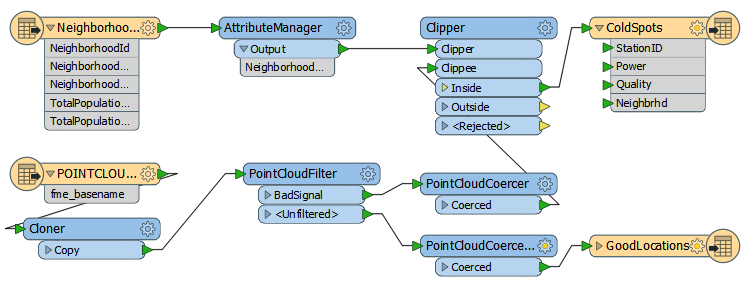 Neighborhoo...
NeighborhoodId
Neighborhood...
Neighborhood...
TotalPopulatio...
TotalPopulatio...
AttributeManager
Output
Neighborhood...
Clipper
Clipper
Clippee
Inside
Outside
<Rejected>
ColdSpots
StationID
Power
Quality
Neighbrhd
POINTCLOU...
fme_basename
Cloner
Copy
PointCloudFilter
BadSignal
<Unfiltered>
PointCloudCoercer
Coerced
PointCloudCoerce...
Coerced
GoodLocations